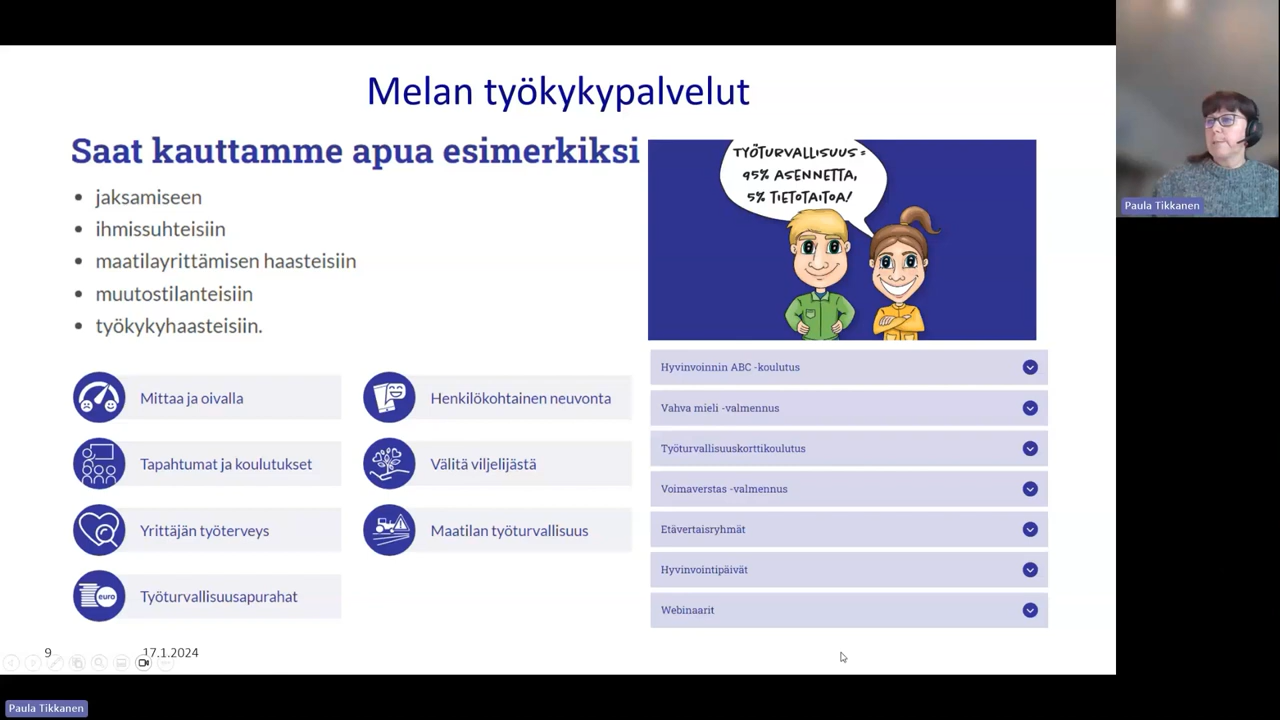 Melan työkykypalvelut
Saat kauttamme apua esimerkiksi
• jaksamiseen
• ihmissuhteisiin
• maatilayrittämisen haasteisiin
• muutostilanteisiin
• työkykyhaasteisiin.
Mittaa ja oivalla
Henkilökohtainen neuvonta
Tapahtumat ja koulutukset
Välitä viljelijästä
Yrittäjän työterveys
Maatilan työturvallisuus
euro
Työturvallisuusapurahat
TYÖTURVALLISUUS =
95% ASENNETTA,
5% TIETOTAITOA!
Hyvinvoinnin ABC -koulutus
Vahva mieli -valmennus
Työturvallisuuskorttikoulutus
Voimaverstas -valmennus
Etävertaisryhmät
Hyvinvointipäivät
Webinaarit
9
17.1.2024
Paula Tikkanen
Paula Tikkanen